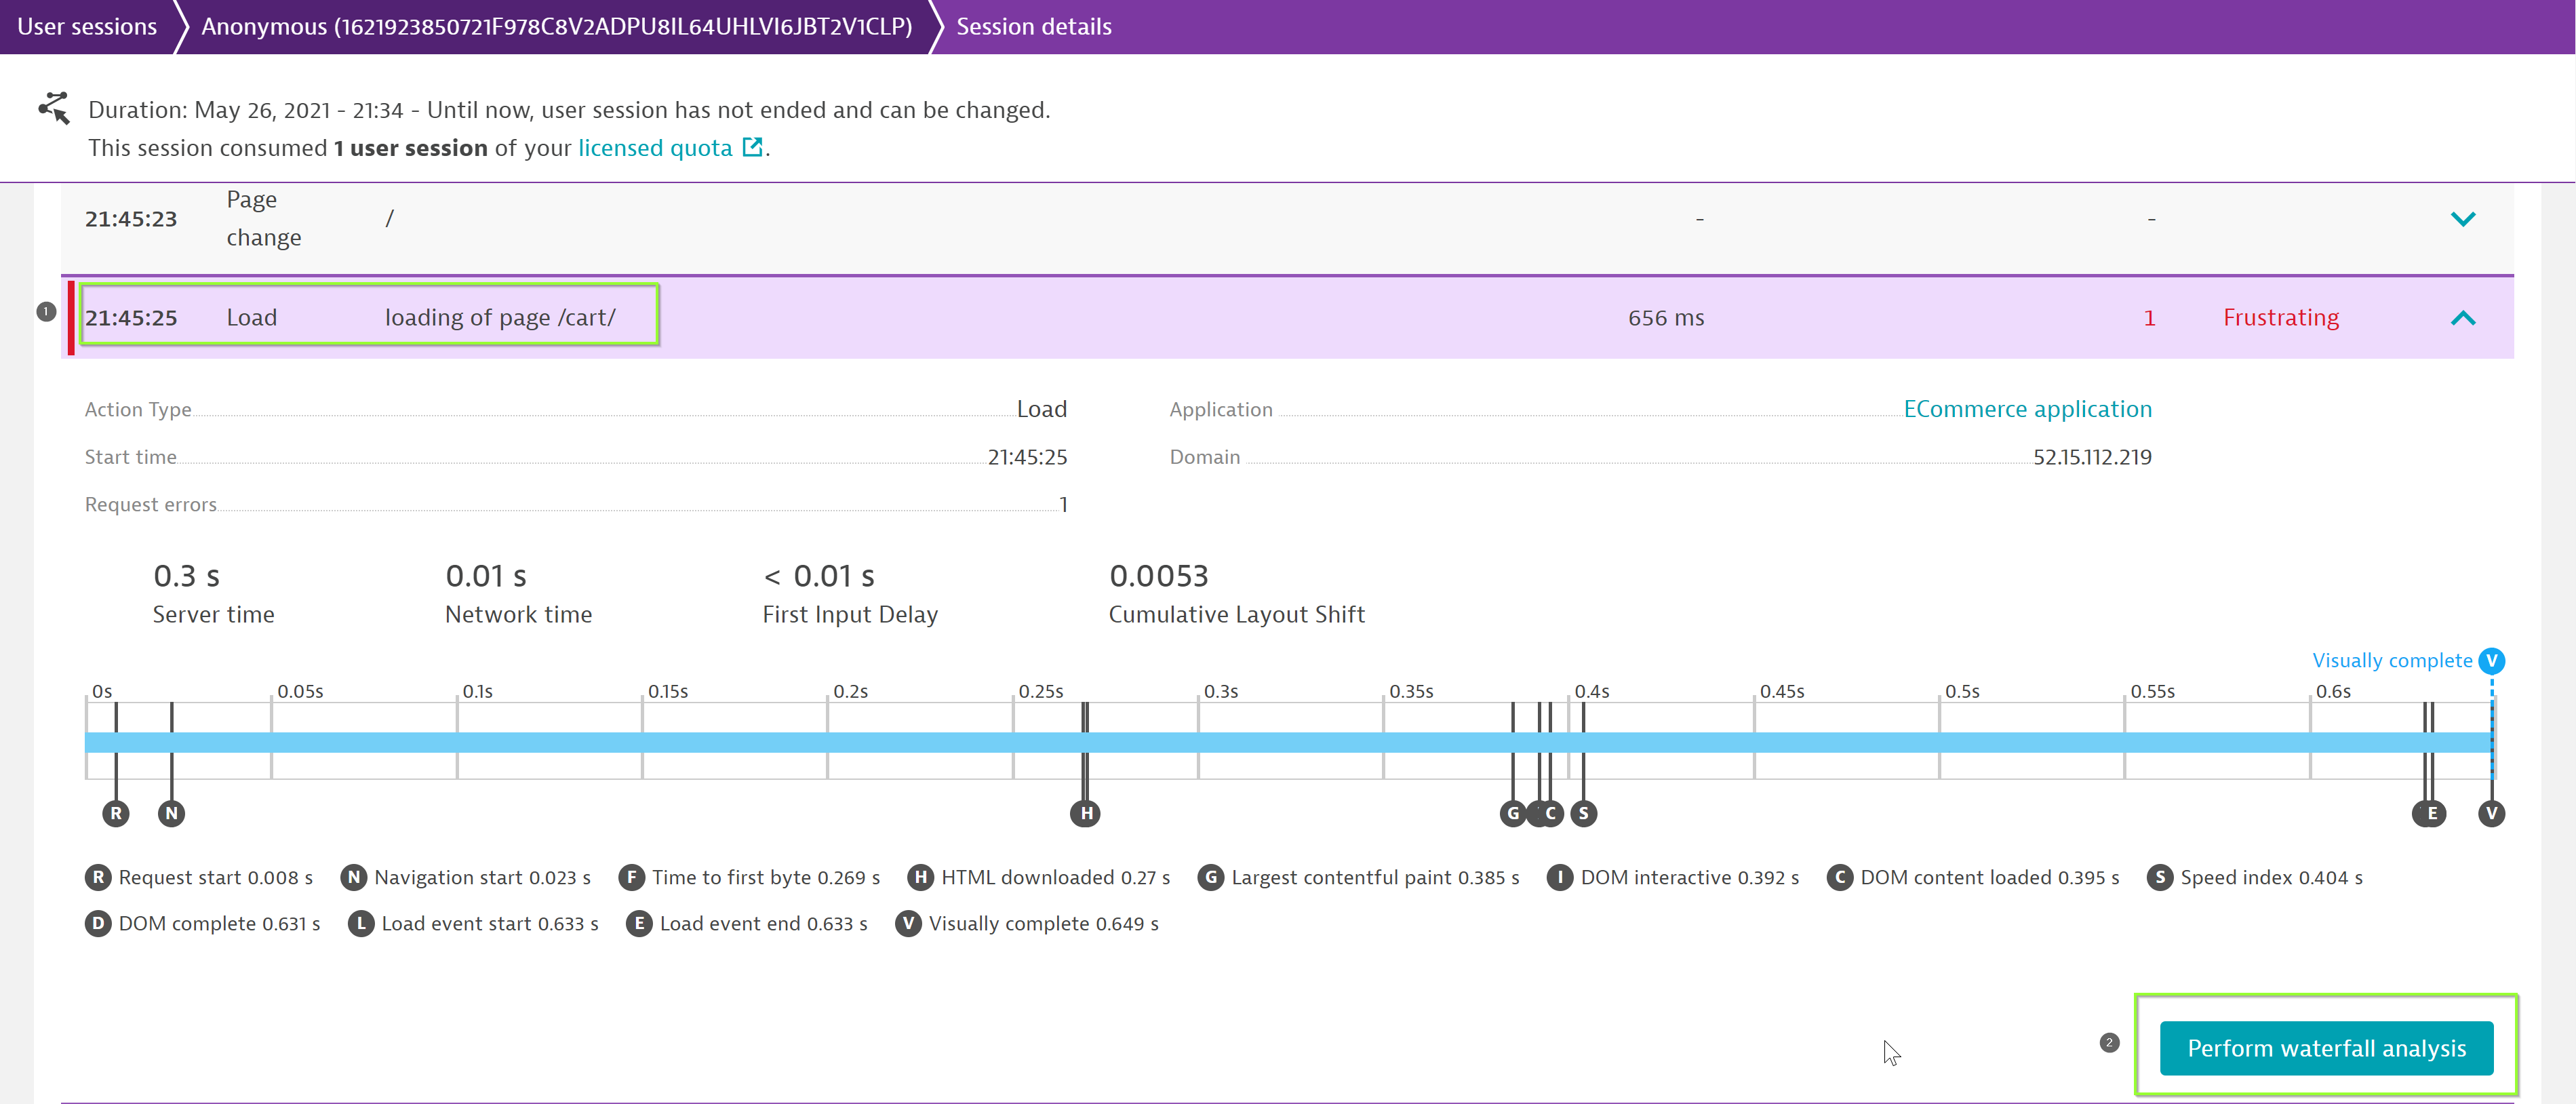 User sessions Anonymous (1621923850721F978C8V2ADPU8IL64UHLVI6JBT2V1CLP) Session details
Duration: May 26, 2021 - 21:34 - Until now, user session has not ended and can be changed.
This session consumed 1 user session of your licensed quota.
Page
21:45:23 change / - -
1 21:45:25 Load loading of page /cart/ 656 ms 1 Frustrating
Action Type Load Application ECommerce application
Start time 21:45:25 Domain 52.15.112.219
Request errors 1
0.3 s 0.01 s < 0.01 s 0.0053
Server time Network time First Input Delay Cumulative Layout Shift
Visually complete V
0s 0.05s 0.1s 0.15s 0.2s 0.25s 0.3s 0.35s 0.4s 0.45s 0.5s 0.55s 0.6s
R N H G C S E V
R Request start 0.008 s N Navigation start 0.023 s F Time to first byte 0.269 s H HTML downloaded 0.27 s G Largest contentful paint 0.385 s I DOM interactive 0.392 s C DOM content loaded 0.395 s S Speed index 0.404 s
D DOM complete 0.631 s L Load event start 0.633 s E Load event end 0.633 s V Visually complete 0.649 s
2 Perform waterfall analysis